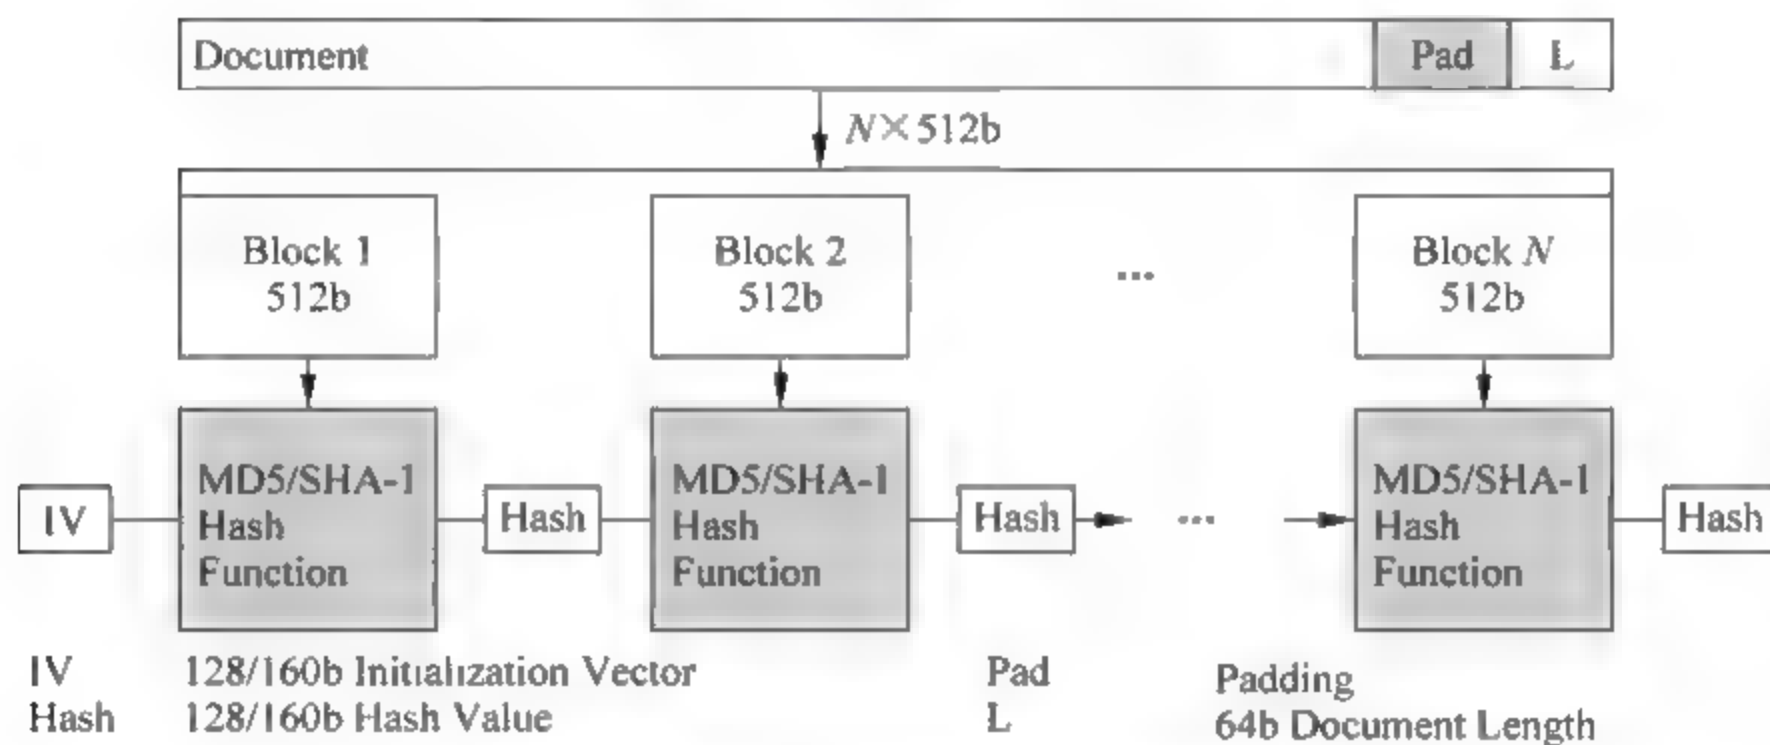 Document
Pad
L
N×512b
Block 1
512b
Block 2
512b
...
Block N
512b
IV
MD5/SHA-1
Hash
Function
Hash
MD5/SHA-1
Hash
Function
Hash
...
MD5/SHA-1
Hash
Function
Hash
IV 128/160b Initialization Vector
Pad Padding
Hash 128/160b Hash Value
L 64b Document Length